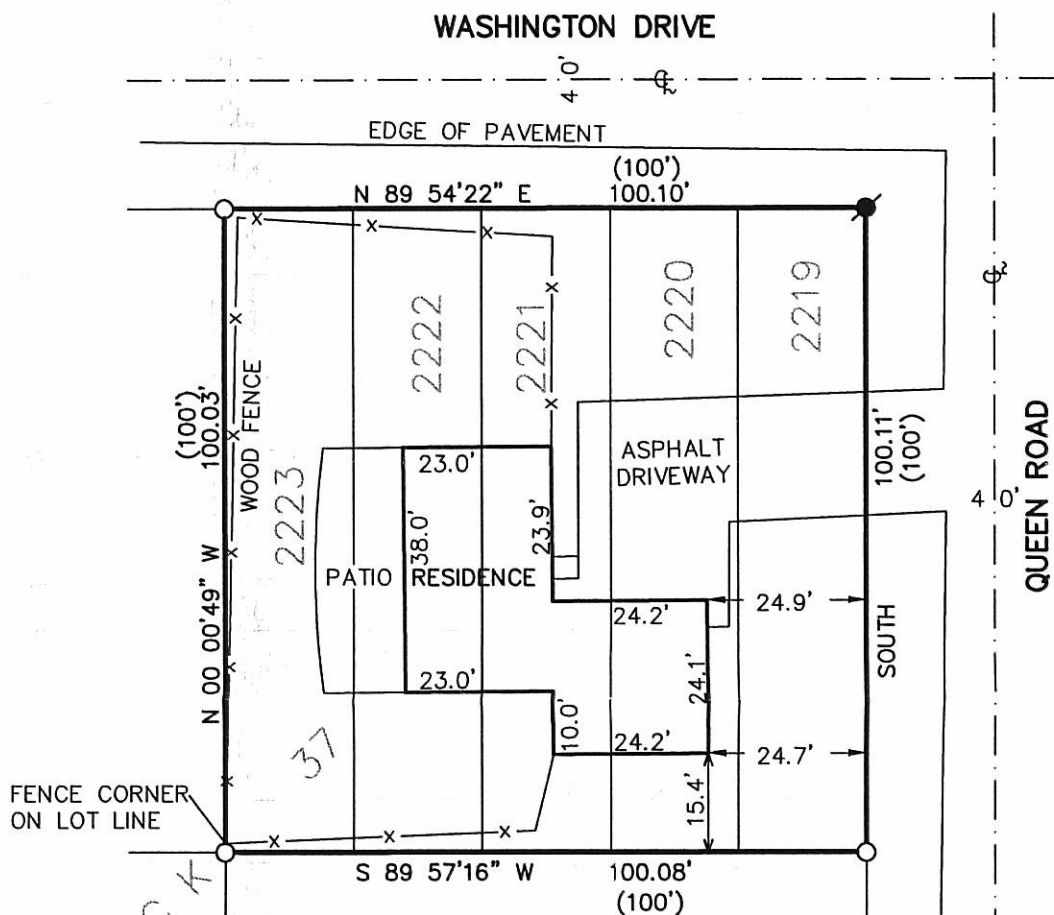 WASHINGTON DRIVE
4 0'
EDGE OF PAVEMENT
(100')
N 89 54'22" E
100.10'
2222
2221
2220
2219
WOOD FENCE
(100')
100.03'
N 00 00'49" W
2223
23.0'
38.0'
23.9'
ASPHALT
DRIVEWAY
100.11'
(100')
4 0'
QUEEN ROAD
PATIO
RESIDENCE
24.2'
24.9'
SOUTH
23.0'
24.1'
10.0'
24.2'
24.7'
15.4'
37
FENCE CORNER
ON LOT LINE
S 89 57'16" W
100.08'
(100')
C K